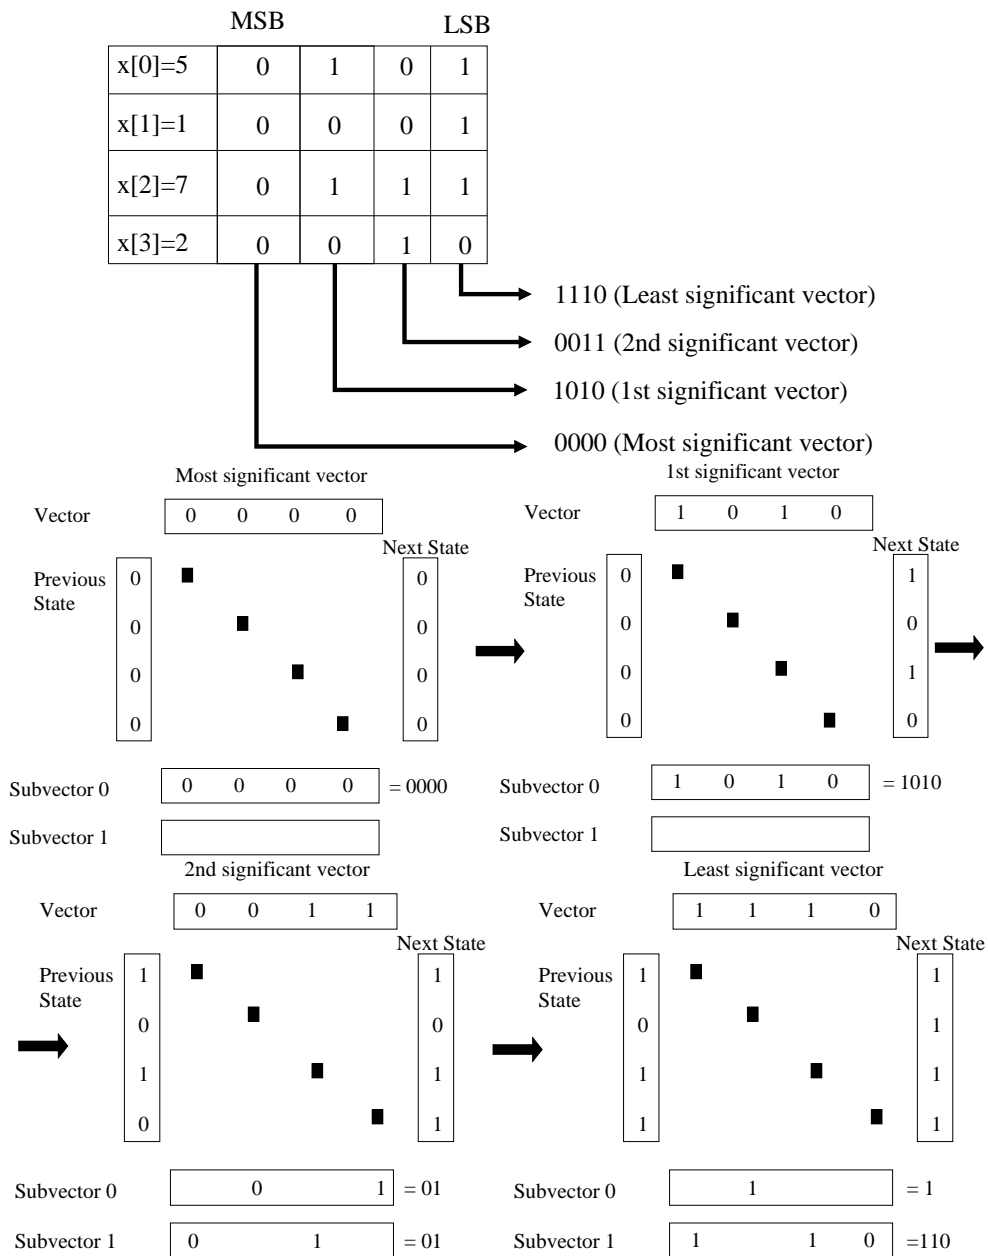 MSB LSB
x[0]=5 0 1 0 1
x[1]=1 0 0 0 1
x[2]=7 0 1 1 1
x[3]=2 0 0 1 0
1110 (Least significant vector)
0011 (2nd significant vector)
1010 (1st significant vector)
0000 (Most significant vector)
Most significant vector
Vector 0 0 0 0
Next State
Previous State
0 0
0 0
0 0
0 0
Subvector 0 0 0 0 0 = 0000
Subvector 1
1st significant vector
Vector 1 0 1 0
Next State
Previous State
0 1
0 0
0 1
0 0
Subvector 0 1 0 1 0 = 1010
Subvector 1
2nd significant vector
Vector 0 0 1 1
Next State
Previous State
1 1
0 0
1 1
0 1
Subvector 0 0 1 = 01
Subvector 1 0 1 = 01
Least significant vector
Vector 1 1 1 0
Next State
Previous State
1 1
0 1
1 1
1 1
Subvector 0 1 = 1
Subvector 1 1 1 0 =110